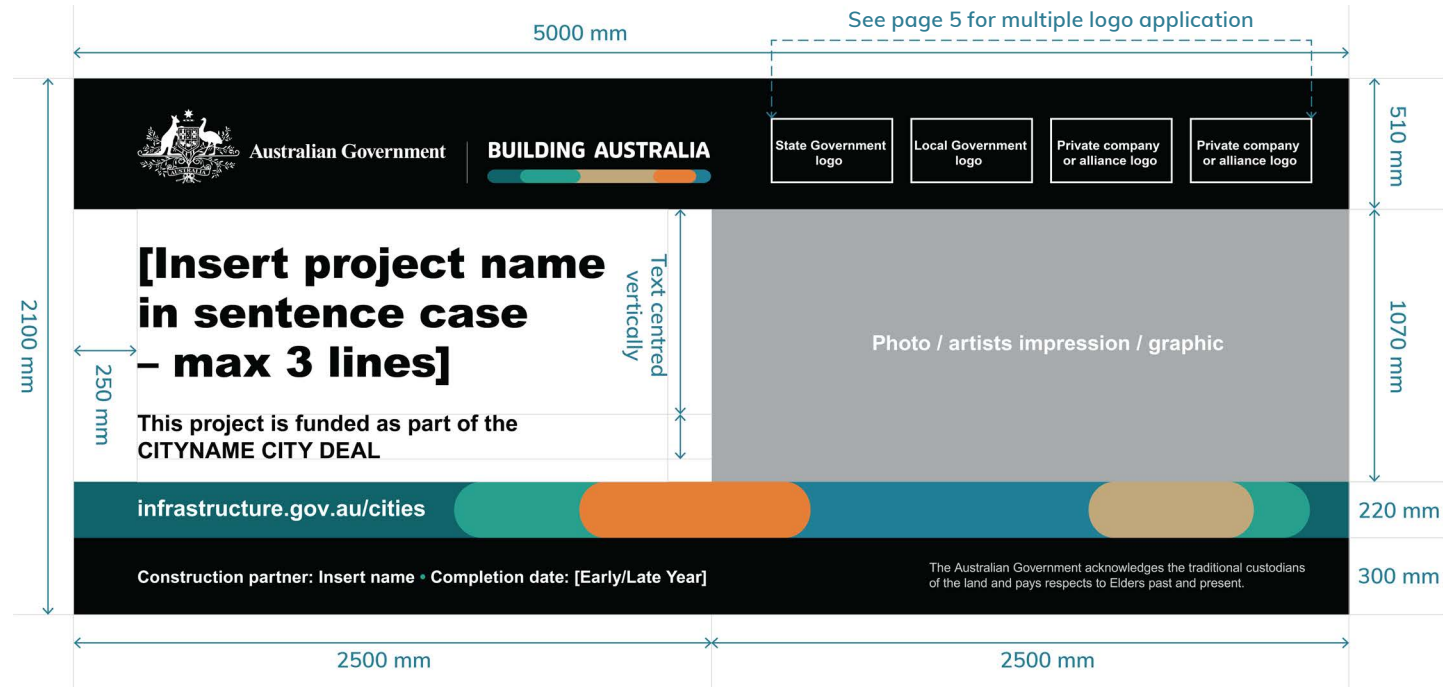 See page 5 for multiple logo application
5000 mm
Australian Government
BUILDING AUSTRALIA
State Government
logo
Local Government
logo
Private company
or alliance logo
Private company
or alliance logo
510 mm
AUSTRALIA
2100 mm
250 mm
[Insert project name
in sentence case
– max 3 lines]
Text centred
vertically
This project is funded as part of the
CITYNAME CITY DEAL
Photo / artists impression / graphic
1070 mm
infrastructure.gov.au/cities
220 mm
Construction partner: Insert name • Completion date: [Early/Late Year]
The Australian Government acknowledges the traditional custodians
of the land and pays respects to Elders past and present.
300 mm
2500 mm
2500 mm